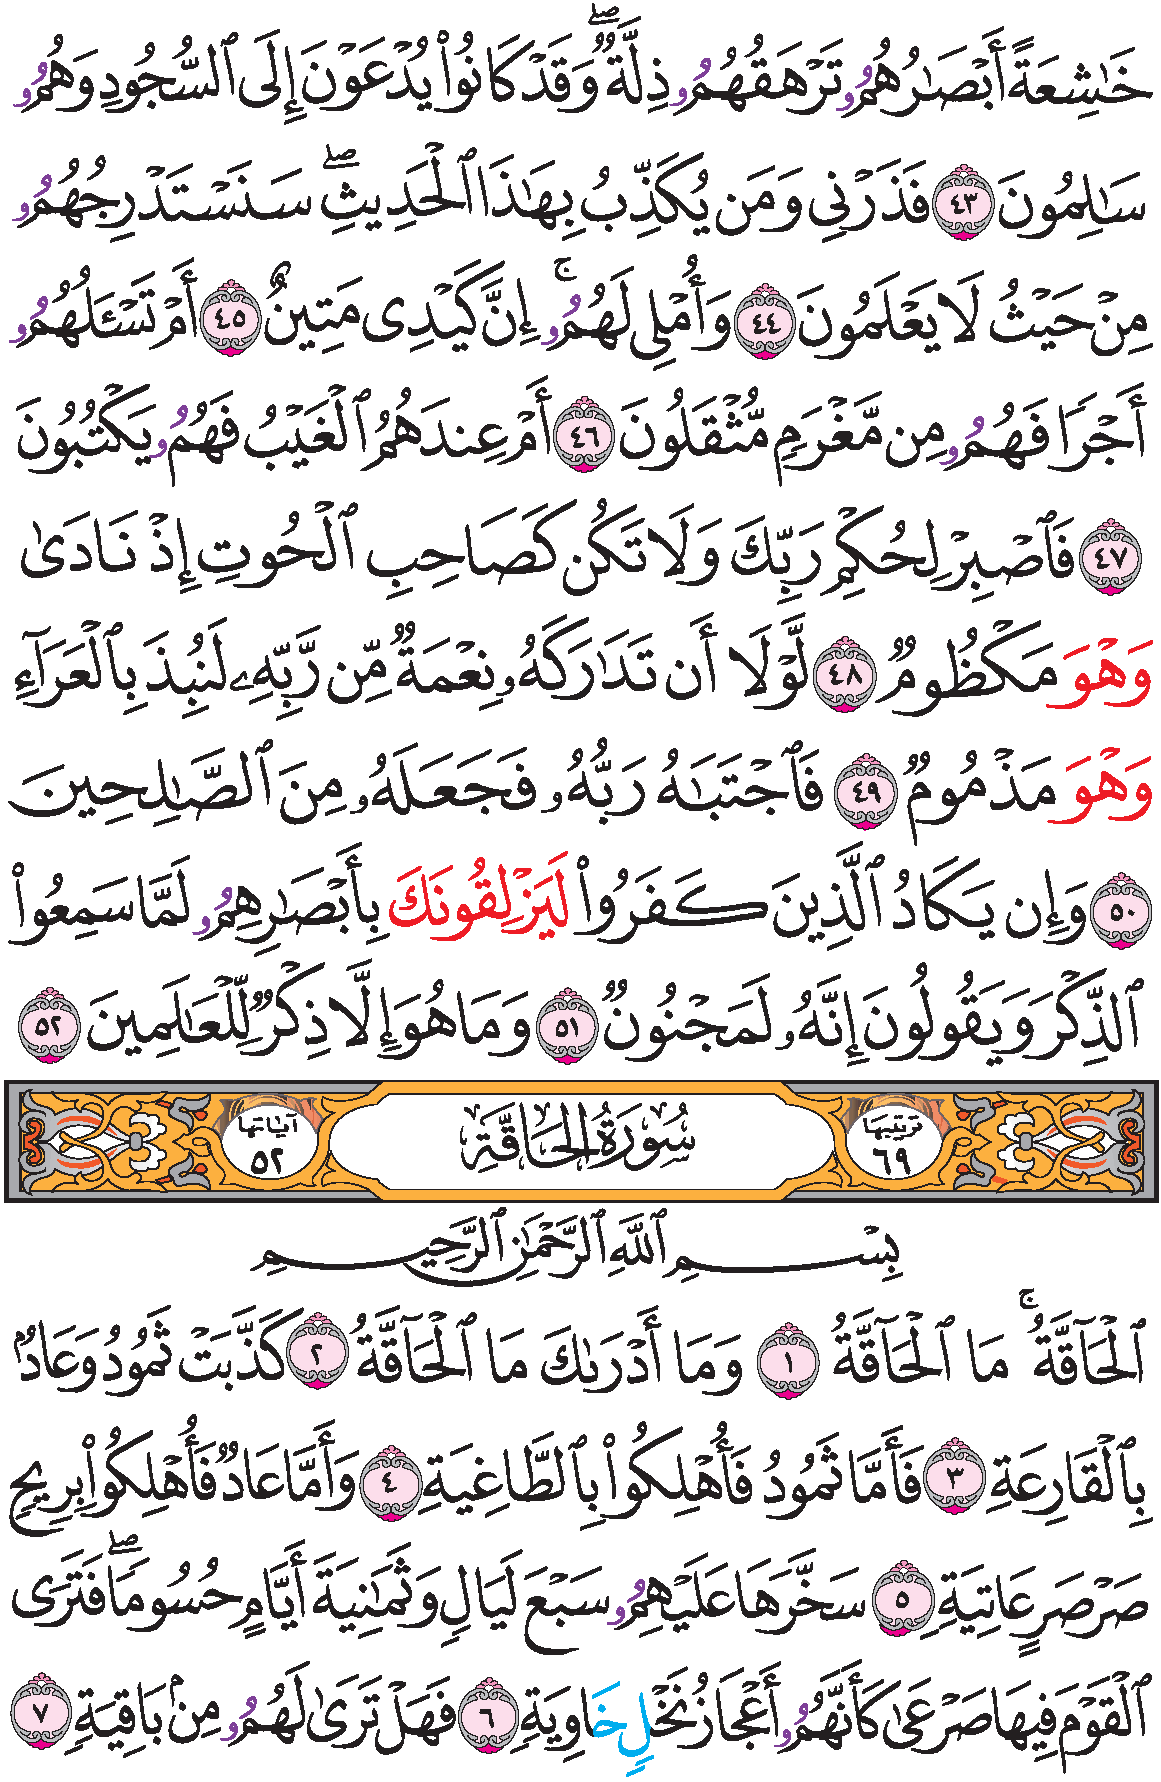 خَٰشِعَةً أَبْصَٰرُهُمُۥ تَرْهَقُهُمُۥ ذِلَّةٌۖ وَقَدْ كَانُوا۟ يُدْعَوْنَ إِلَى ٱلسُّجُودِ وَهُمُۥ
سَٰلِمُونَ ٤٣ فَذَرْنِى وَمَن يُكَذِّبُ بِهَٰذَا ٱلْحَدِيثِۖ سَنَسْتَدْرِجُهُمُۥ
مِنْ حَيْثُ لَا يَعْلَمُونَ ٤٤ وَأُمْلِى لَهُمُۥۚ إِنَّ كَيْدِى مَتِينٌ ٤٥ أَمْ تَسْـَٔلُهُمُۥ
أَجْرًا فَهُمُۥ مِن مَّغْرَمٍ مُّثْقَلُونَ ٤٦ أَمْ عِندَهُمُ ٱلْغَيْبُ فَهُمُۥ يَكْتُبُونَ
٤٧ فَٱصْبِرْ لِحُكْمِ رَبِّكَ وَلَا تَكُن كَصَاحِبِ ٱلْحُوتِ إِذْ نَادَىٰ
وَهْوَ مَكْظُومٌ ٤٨ لَّوْلَا أَن تَدَٰرَكَهُۥ نِعْمَةٌ مِّن رَّبِّهِۦ لَنُبِذَ بِٱلْعَرَآءِ
وَهْوَ مَذْمُومٌ ٤٩ فَٱجْتَبَٰهُ رَبُّهُۥ فَجَعَلَهُۥ مِنَ ٱلصَّٰلِحِينَ
٥٠ وَإِن يَكَادُ ٱلَّذِينَ كَفَرُوا۟ لَيَزْلِقُونَكَ بِأَبْصَٰرِهِمُۥ لَمَّا سَمِعُوا۟
ٱلذِّكْرَ وَيَقُولُونَ إِنَّهُۥ لَمَجْنُونٌ ٥١ وَمَا هُوَ إِلَّا ذِكْرٌ لِّلْعَٰلَمِينَ ٥٢
ترتيبها ٦٩ سُورَةُ الحَاقَّةِ آياتها ٥٢
بِسْمِ ٱللَّهِ ٱلرَّحْمَٰنِ ٱلرَّحِيمِ
ٱلْحَآقَّةُۚ مَا ٱلْحَآقَّةُ ١ وَمَا أَدْرَىٰكَ مَا ٱلْحَآقَّةُ ٢ كَذَّبَتْ ثَمُودُ وَعَادٌۢ
بِٱلْقَارِعَةِ ٣ فَأَمَّا ثَمُودُ فَأُهْلِكُوا۟ بِٱلطَّاغِيَةِ ٤ وَأَمَّا عَادٌ فَأُهْلِكُوا۟ بِرِيحٍ
صَرْصَرٍ عَاتِيَةٍ ٥ سَخَّرَهَا عَلَيْهِمُۥ سَبْعَ لَيَالٍ وَثَمَٰنِيَةَ أَيَّامٍ حُسُومًاۖ فَتَرَى
ٱلْقَوْمَ فِيهَا صَرْعَىٰ كَأَنَّهُمُۥ أَعْجَازُ نَخْلٍ خَاوِيَةٍ ٦ فَهَلْ تَرَىٰ لَهُمُۥ مِنۢ بَاقِيَةٍ ٧